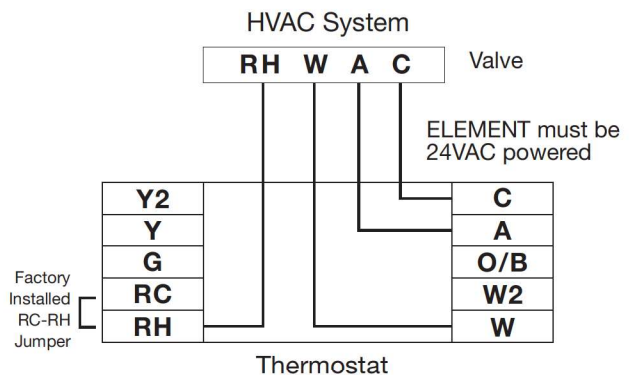 HVAC System
RH W A C
Valve
ELEMENT must be
24VAC powered
Y2
Y
G
RC
RH
Factory
Installed
RC-RH
Jumper
C
A
O/B
W2
W
Thermostat